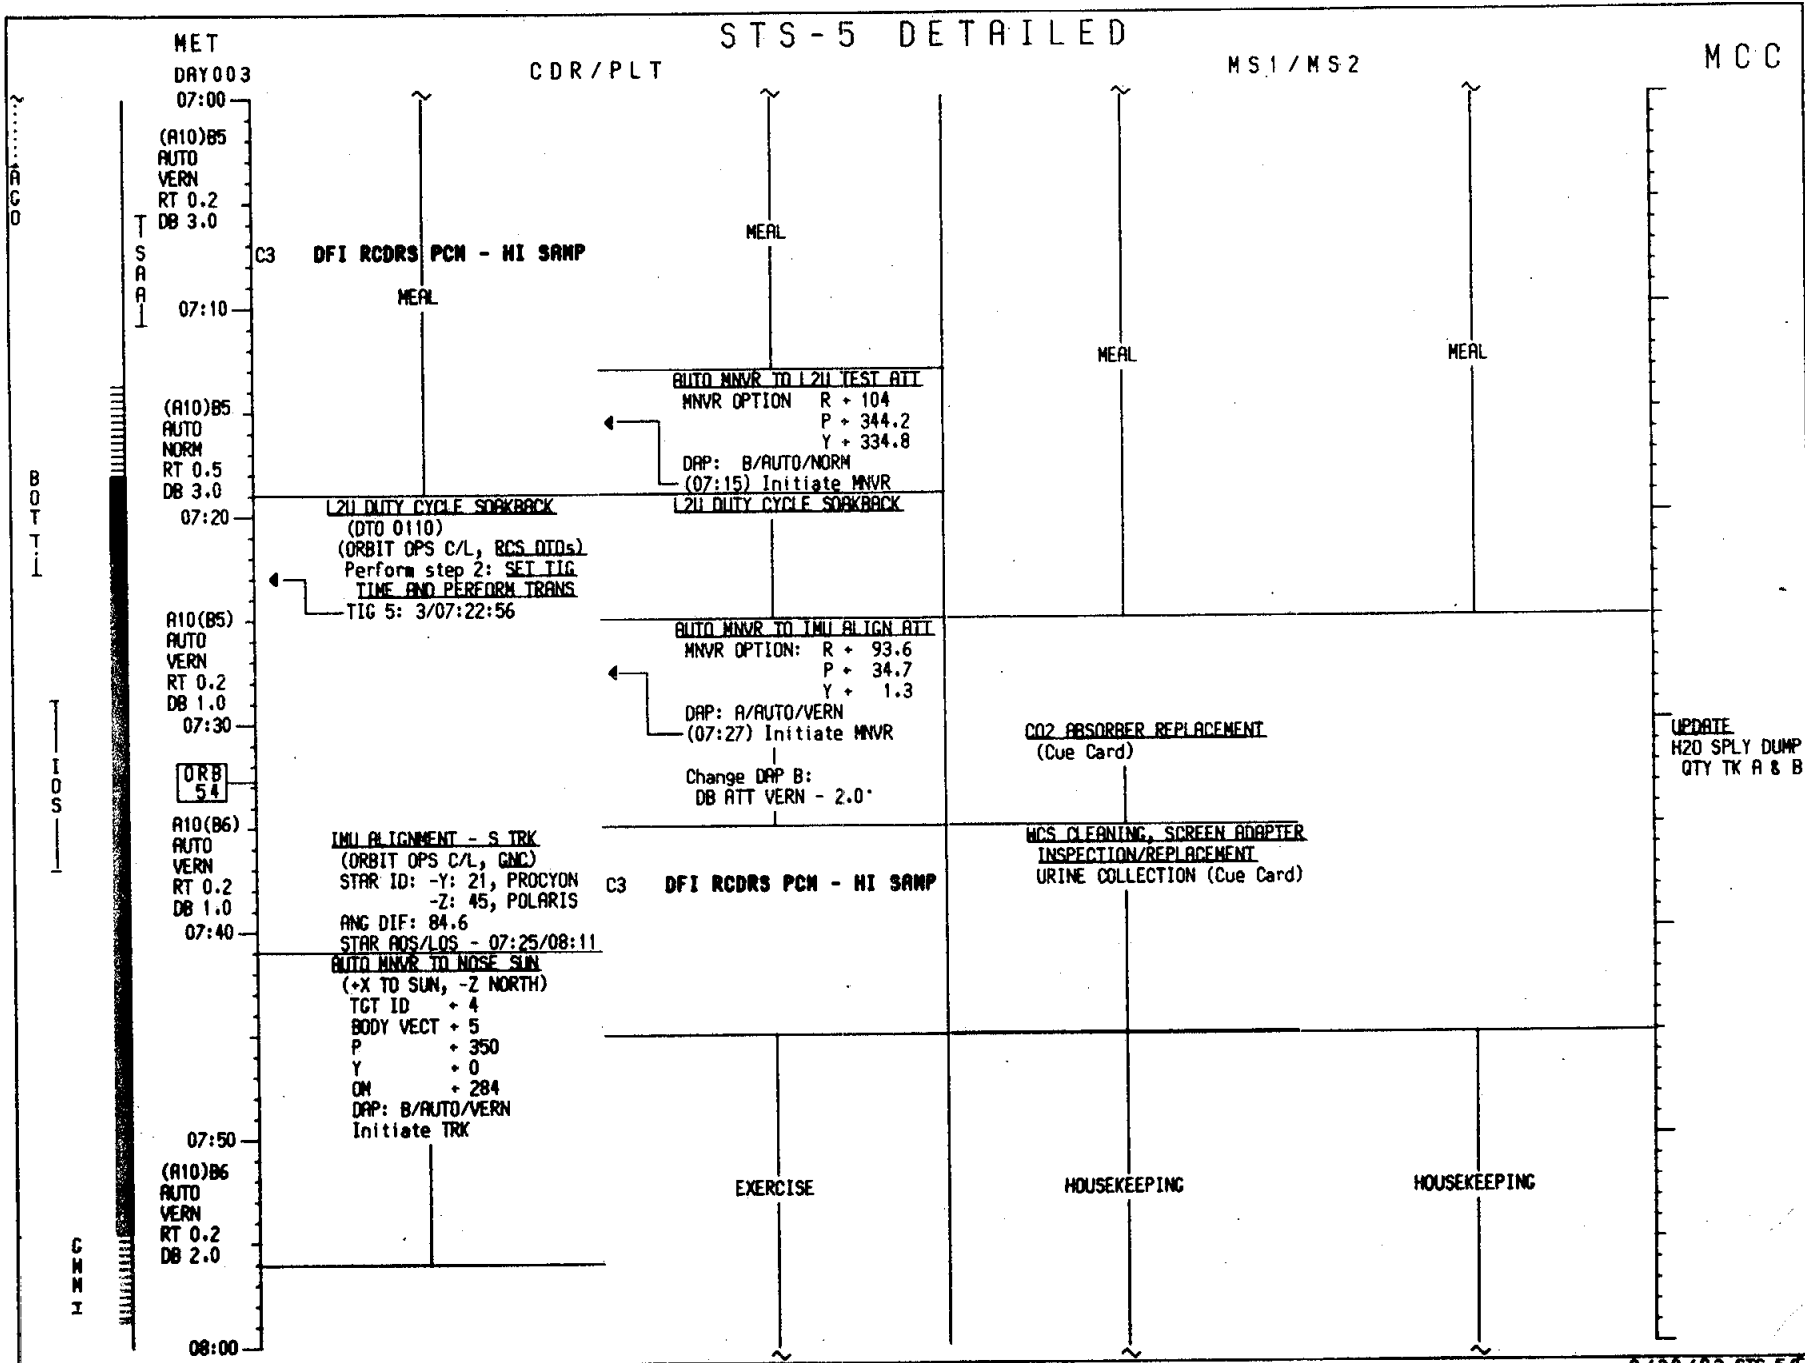 STS-5 DETAILED
MET
DAY003
CDR/PLT
MS1/MS2
MCC
07:00
AGO
(A10)B5
AUTO
VERN
RT 0.2
DB 3.0
SAA
C3 DFI RCDRS PCM - HI SAMP
MEAL
MEAL
07:10
MEAL
MEAL
AUTO MNVR TO L2U TEST ATT
MNVR OPTION R + 104
P + 344.2
Y + 334.8
DAP: B/AUTO/NORM
(07:15) Initiate MNVR
(A10)B5
AUTO
NORM
RT 0.5
DB 3.0
BOT
07:20
L2U DUTY CYCLE SOAKBACK
(DTO 0110)
(ORBIT OPS C/L, RCS DTOs)
Perform step 2: SET TIG
TIME AND PERFORM TRANS
TIG 5: 3/07:22:56
L2U DUTY CYCLE SOAKBACK
A10(B5)
AUTO
VERN
RT 0.2
DB 1.0
AUTO MNVR TO IMU ALIGN ATT
MNVR OPTION: R + 93.6
P + 34.7
Y + 1.3
DAP: A/AUTO/VERN
(07:27) Initiate MNVR
Change DAP B:
DB ATT VERN - 2.0°
07:30
CO2 ABSORBER REPLACEMENT
(Cue Card)
UPDATE
H2O SPLY DUMP
QTY TK A & B
IOS
ORB
54
A10(B6)
AUTO
VERN
RT 0.2
DB 1.0
IMU ALIGNMENT - S TRK
(ORBIT OPS C/L, GNC)
STAR ID: -Y: 21, PROCYON
-Z: 45, POLARIS
ANG DIF: 84.6
STAR AOS/LOS - 07:25/08:11
C3 DFI RCDRS PCM - HI SAMP
WCS CLEANING, SCREEN ADAPTER
INSPECTION/REPLACEMENT
URINE COLLECTION (Cue Card)
07:40
AUTO MNVR TO NOSE SUN
(+X TO SUN, -Z NORTH)
TGT ID + 4
BODY VECT + 5
P + 350
Y + 0
OM + 284
DAP: B/AUTO/VERN
Initiate TRK
07:50
(A10)B6
AUTO
VERN
RT 0.2
DB 2.0
EXERCISE
HOUSEKEEPING
HOUSEKEEPING
08:00